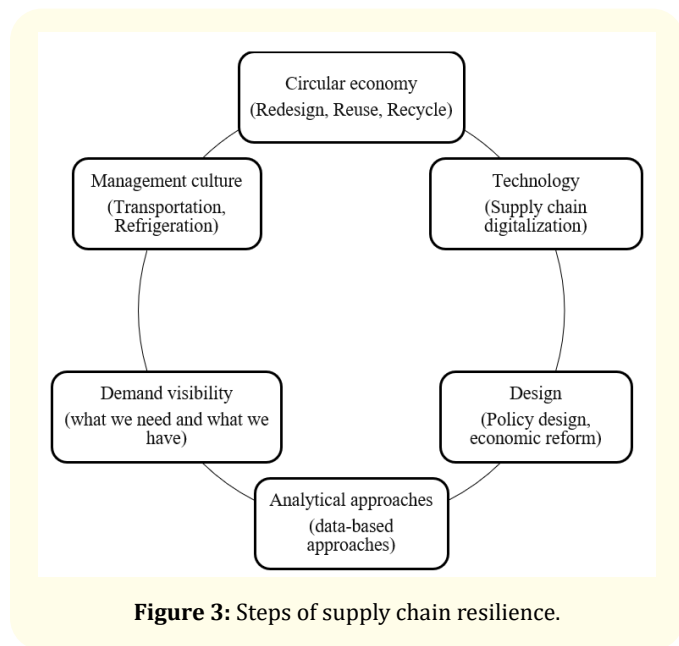 Circular economy
(Redesign, Reuse, Recycle)
Management culture
(Transportation,
Refrigeration)
Technology
(Supply chain
digitalization)
Demand visibility
(what we need and what we
have)
Design
(Policy design,
economic reform)
Analytical approaches
(data-based
approaches)
Figure 3: Steps of supply chain resilience.